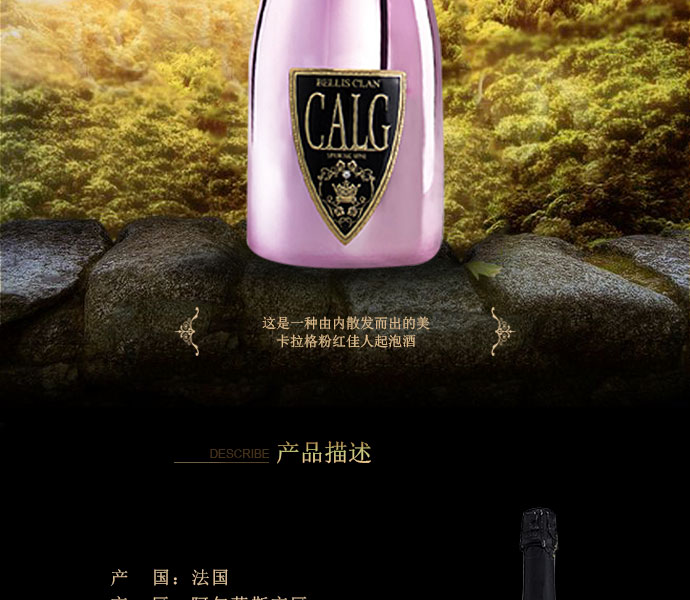 BELLIS CLAN
CALG
这是一种由内散发而出的美
卡拉格粉红佳人起泡酒
DESCRIBE 产品描述
产 国：法国